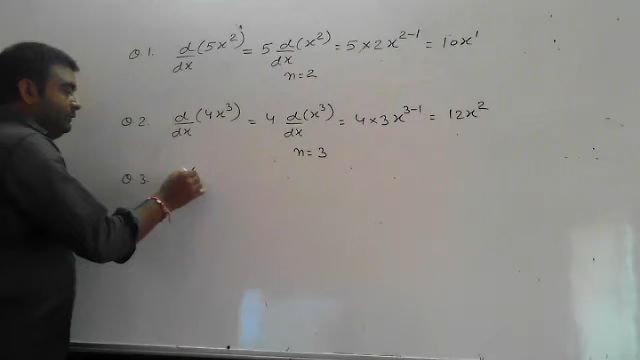 Q1. d/dx (5x²) = 5 d/dx (x²) = 5×2x²⁻¹ = 10x¹
n=2
Q2. d/dx (4x³) = 4 d/dx (x³) = 4×3x³⁻¹ = 12x²
n=3
Q3.